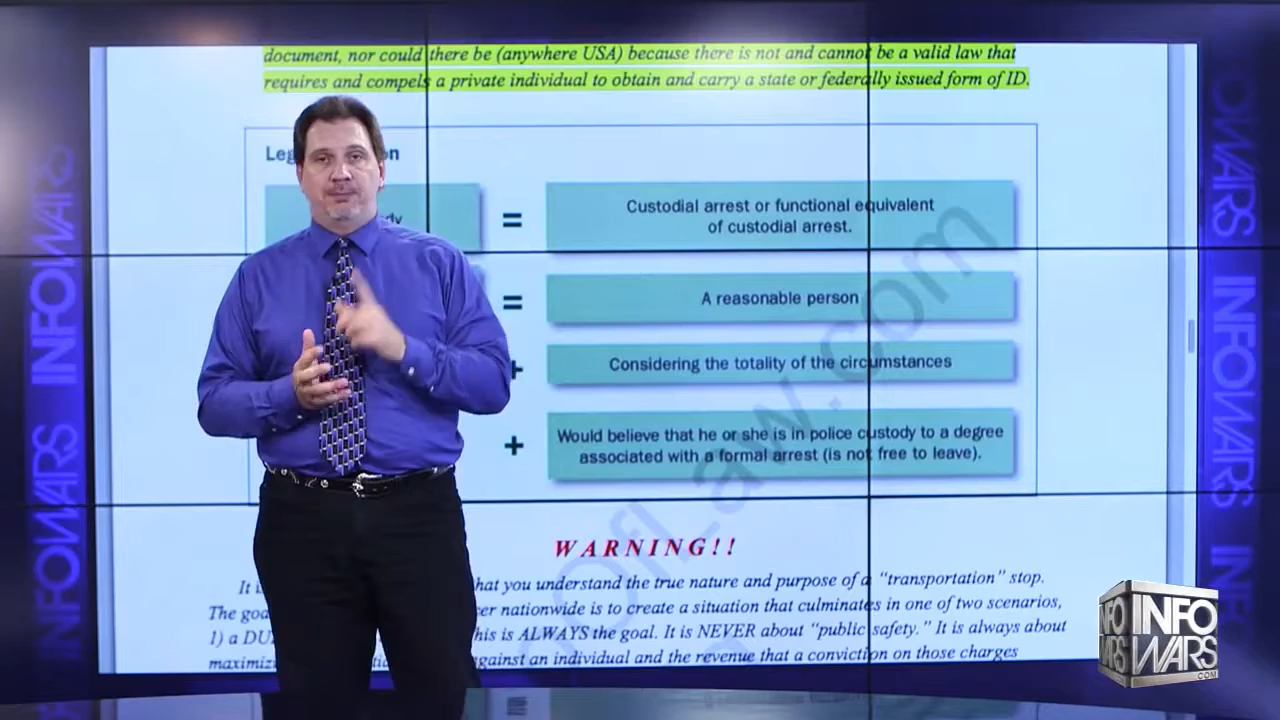 document, nor could there be (anywhere USA) because there is not and cannot be a valid law that
requires and compels a private individual to obtain and carry a state or federally issued form of ID.
= Custodial arrest or functional equivalent
of custodial arrest.
= A reasonable person
+ Considering the totality of the circumstances
+ Would believe that he or she is in police custody to a degree
associated with a formal arrest (is not free to leave).
WARNING!!
you understand the true nature and purpose of a “transportation” stop.
nationwide is to create a situation that culminates in one of two scenarios,
1) a ALWAYS the goal. It is NEVER about “public safety.” It is always about
against an individual and the revenue that a conviction on those charges
INFOWARS
INFOWARS
INFOWARS
INFOWARS
INFO
WARS
.COM